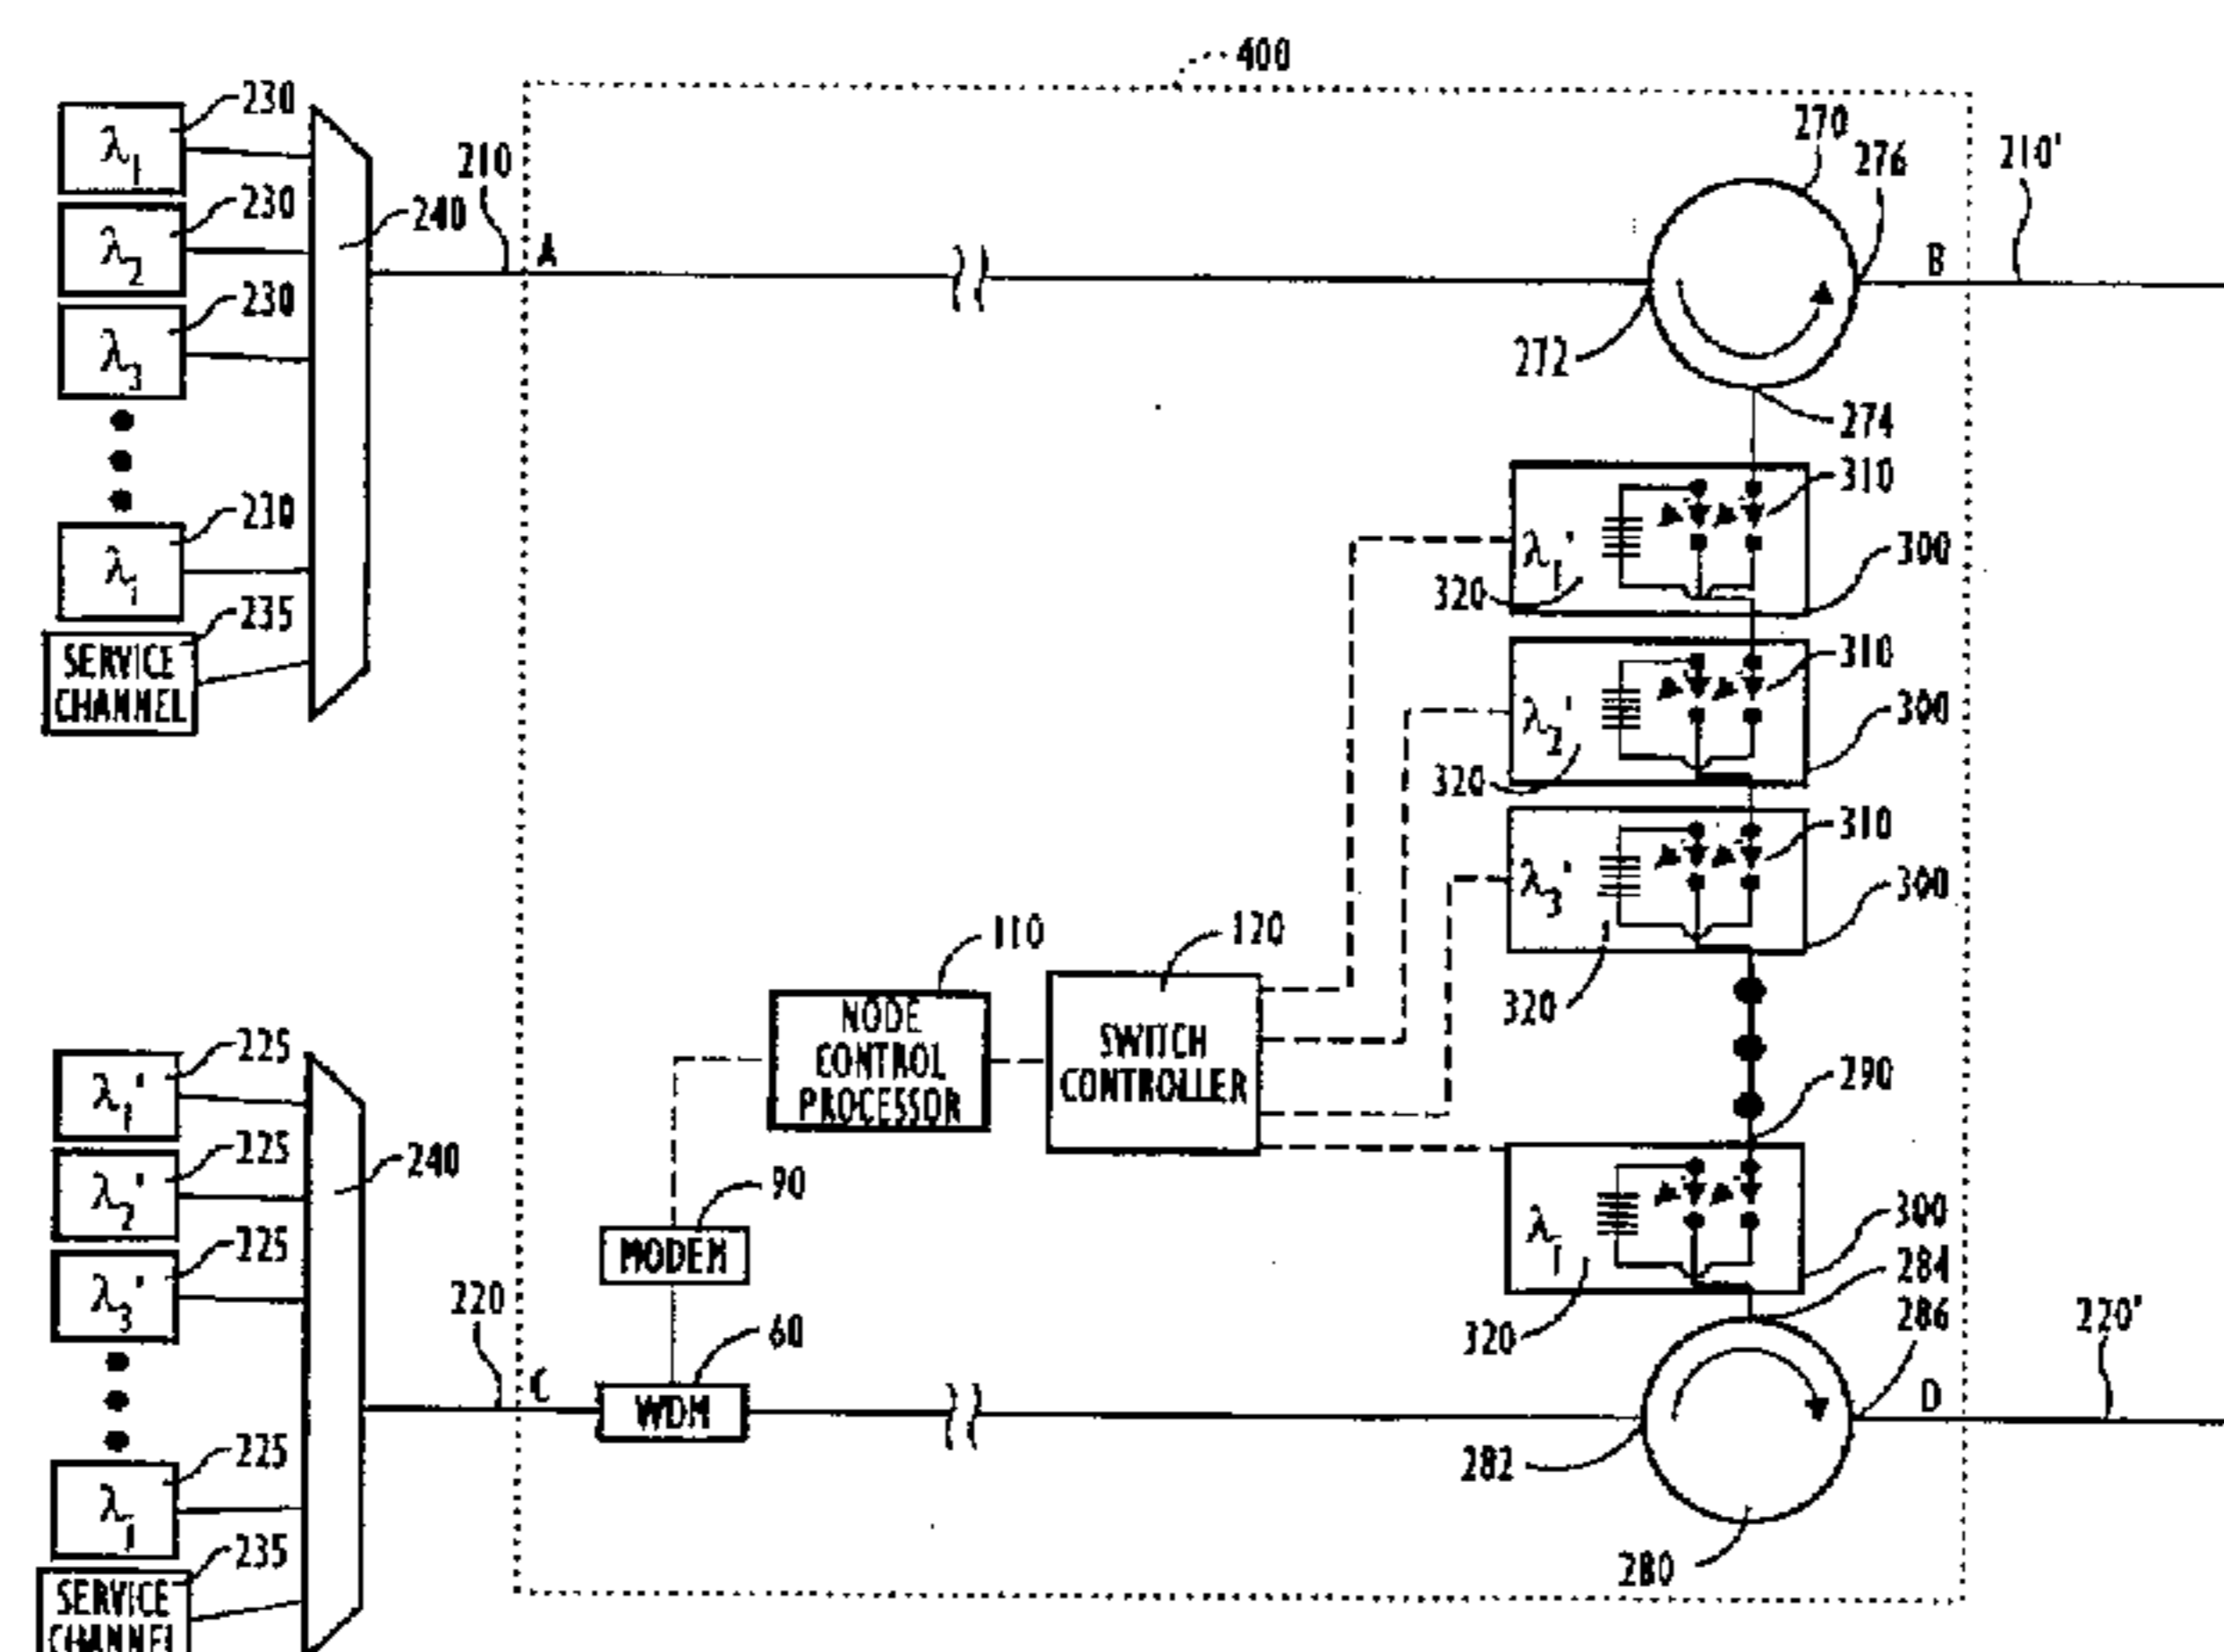 400
230
λ1
230
λ2
230
λ3
230
λi
235
SERVICE
CHANNEL
240
210
A
270
276
210'
B
272
274
310
λ1'
320
300
310
λ2'
320
300
310
λ3'
320
300
110
NODE
CONTROL
PROCESSOR
120
SWITCH
CONTROLLER
290
225
λ1'
225
λ2'
225
λ3'
225
235
SERVICE
CHANNEL
240
220
C
90
MODEM
60
WDM
300
284
286
320
220'
D
282
280